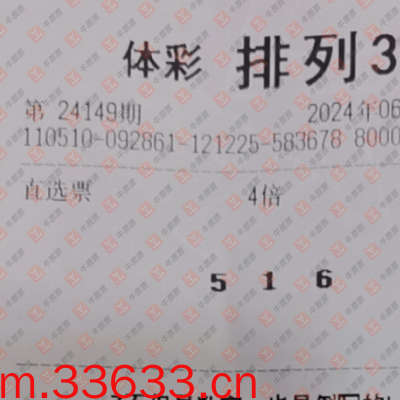 体彩 排列3
第 24149期 2024年06
110510-092861-121225-583678 8000
直选票 4倍
5 1 6
m.33633.cn